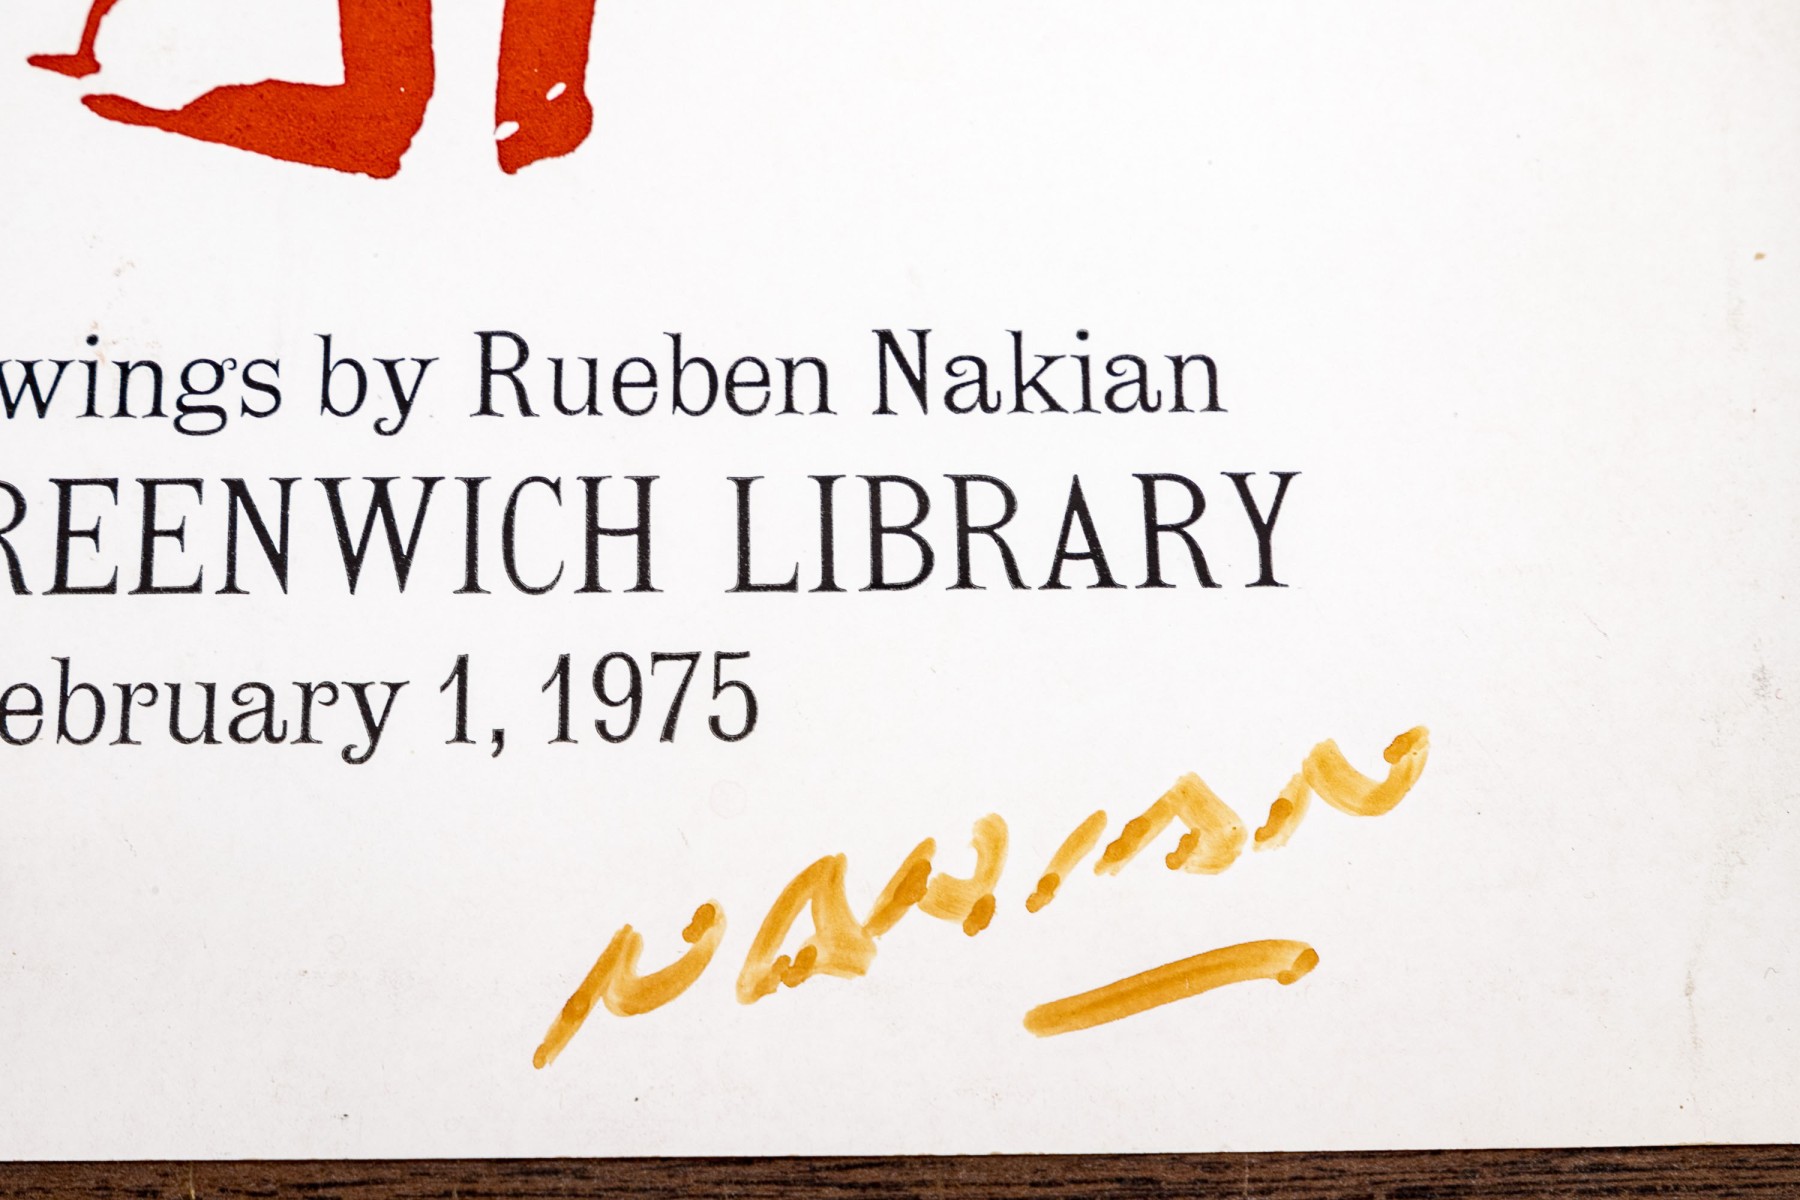 wings by Rueben Nakian
REENWICH LIBRARY
ebruary 1, 1975
NAKIAN